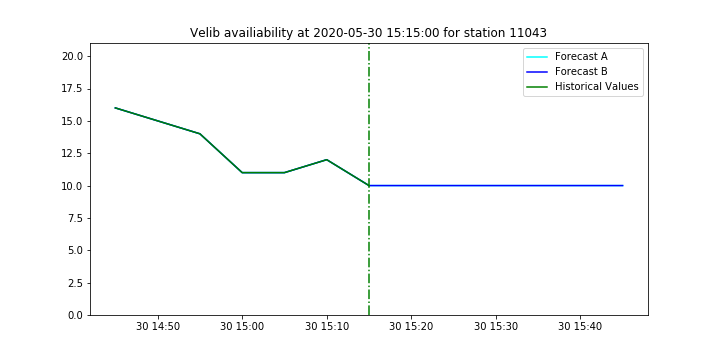 Velib availiability at 2020-05-30 15:15:00 for station 11043
Forecast A
Forecast B
Historical Values
20.0
17.5
15.0
12.5
10.0
7.5
5.0
2.5
0.0
30 14:50 30 15:00 30 15:10 30 15:20 30 15:30 30 15:40